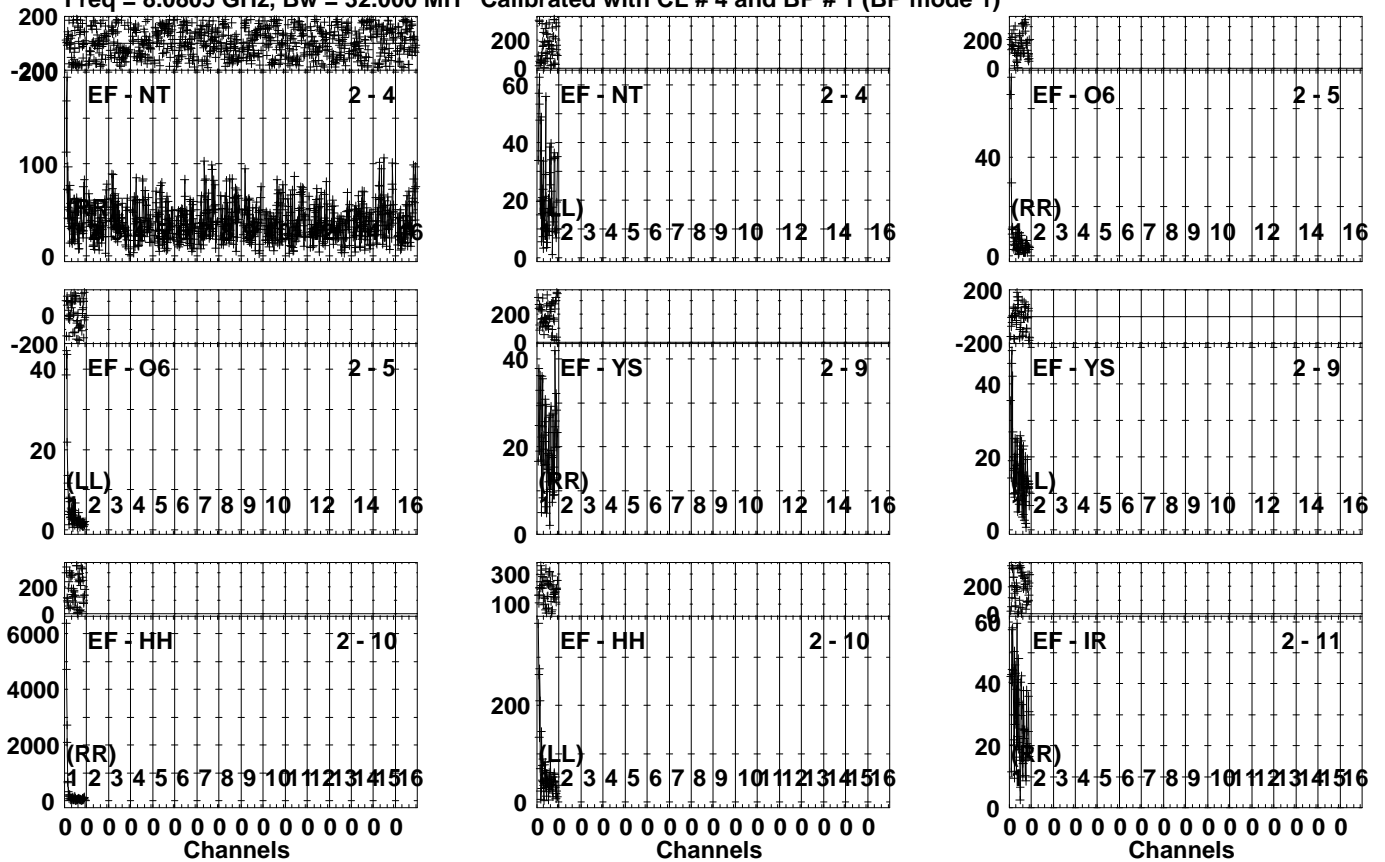 Freq = 8.0805 GHz, Bw = 32.000 MH Calibrated with CL # 4 and BP # 1 (BP mode 1)
200
-200
EF - NT 2 - 4
100
0
200
0
60
EF - NT 2 - 4
40
20
(LL)
2 3 4 5 6 7 8 9 10 12 14 16
0
200
0
EF - O6 2 - 5
40
(RR)
2 3 4 5 6 7 8 9 10 12 14 16
0
0
-200
40
EF - O6 2 - 5
20
(LL)
2 3 4 5 6 7 8 9 10 12 14 16
0
200
0
40
EF - YS 2 - 9
20
(RR)
2 3 4 5 6 7 8 9 10 12 14 16
0
200
-200
EF - YS 2 - 9
40
20
2 3 4 5 6 7 8 9 10 12 14 16
0
200
0
6000
EF - HH 2 - 10
4000
2000
(RR)
1 2 3 4 5 6 7 8 9 10 11 12 13 14 15 16
0
0 0 0 0 0 0 0 0 0 0 0 0 0 0 0 0
Channels
300
100
EF - HH 2 - 10
200
(LL)
2 3 4 5 6 7 8 9 10 11 12 13 14 15 16
0
0 0 0 0 0 0 0 0 0 0 0 0 0 0 0 0
Channels
200
0
60
EF - IR 2 - 11
40
20
(RR)
2 3 4 5 6 7 8 9 10 11 12 13 14 15 16
0
0 0 0 0 0 0 0 0 0 0 0 0 0 0 0 0
Channels